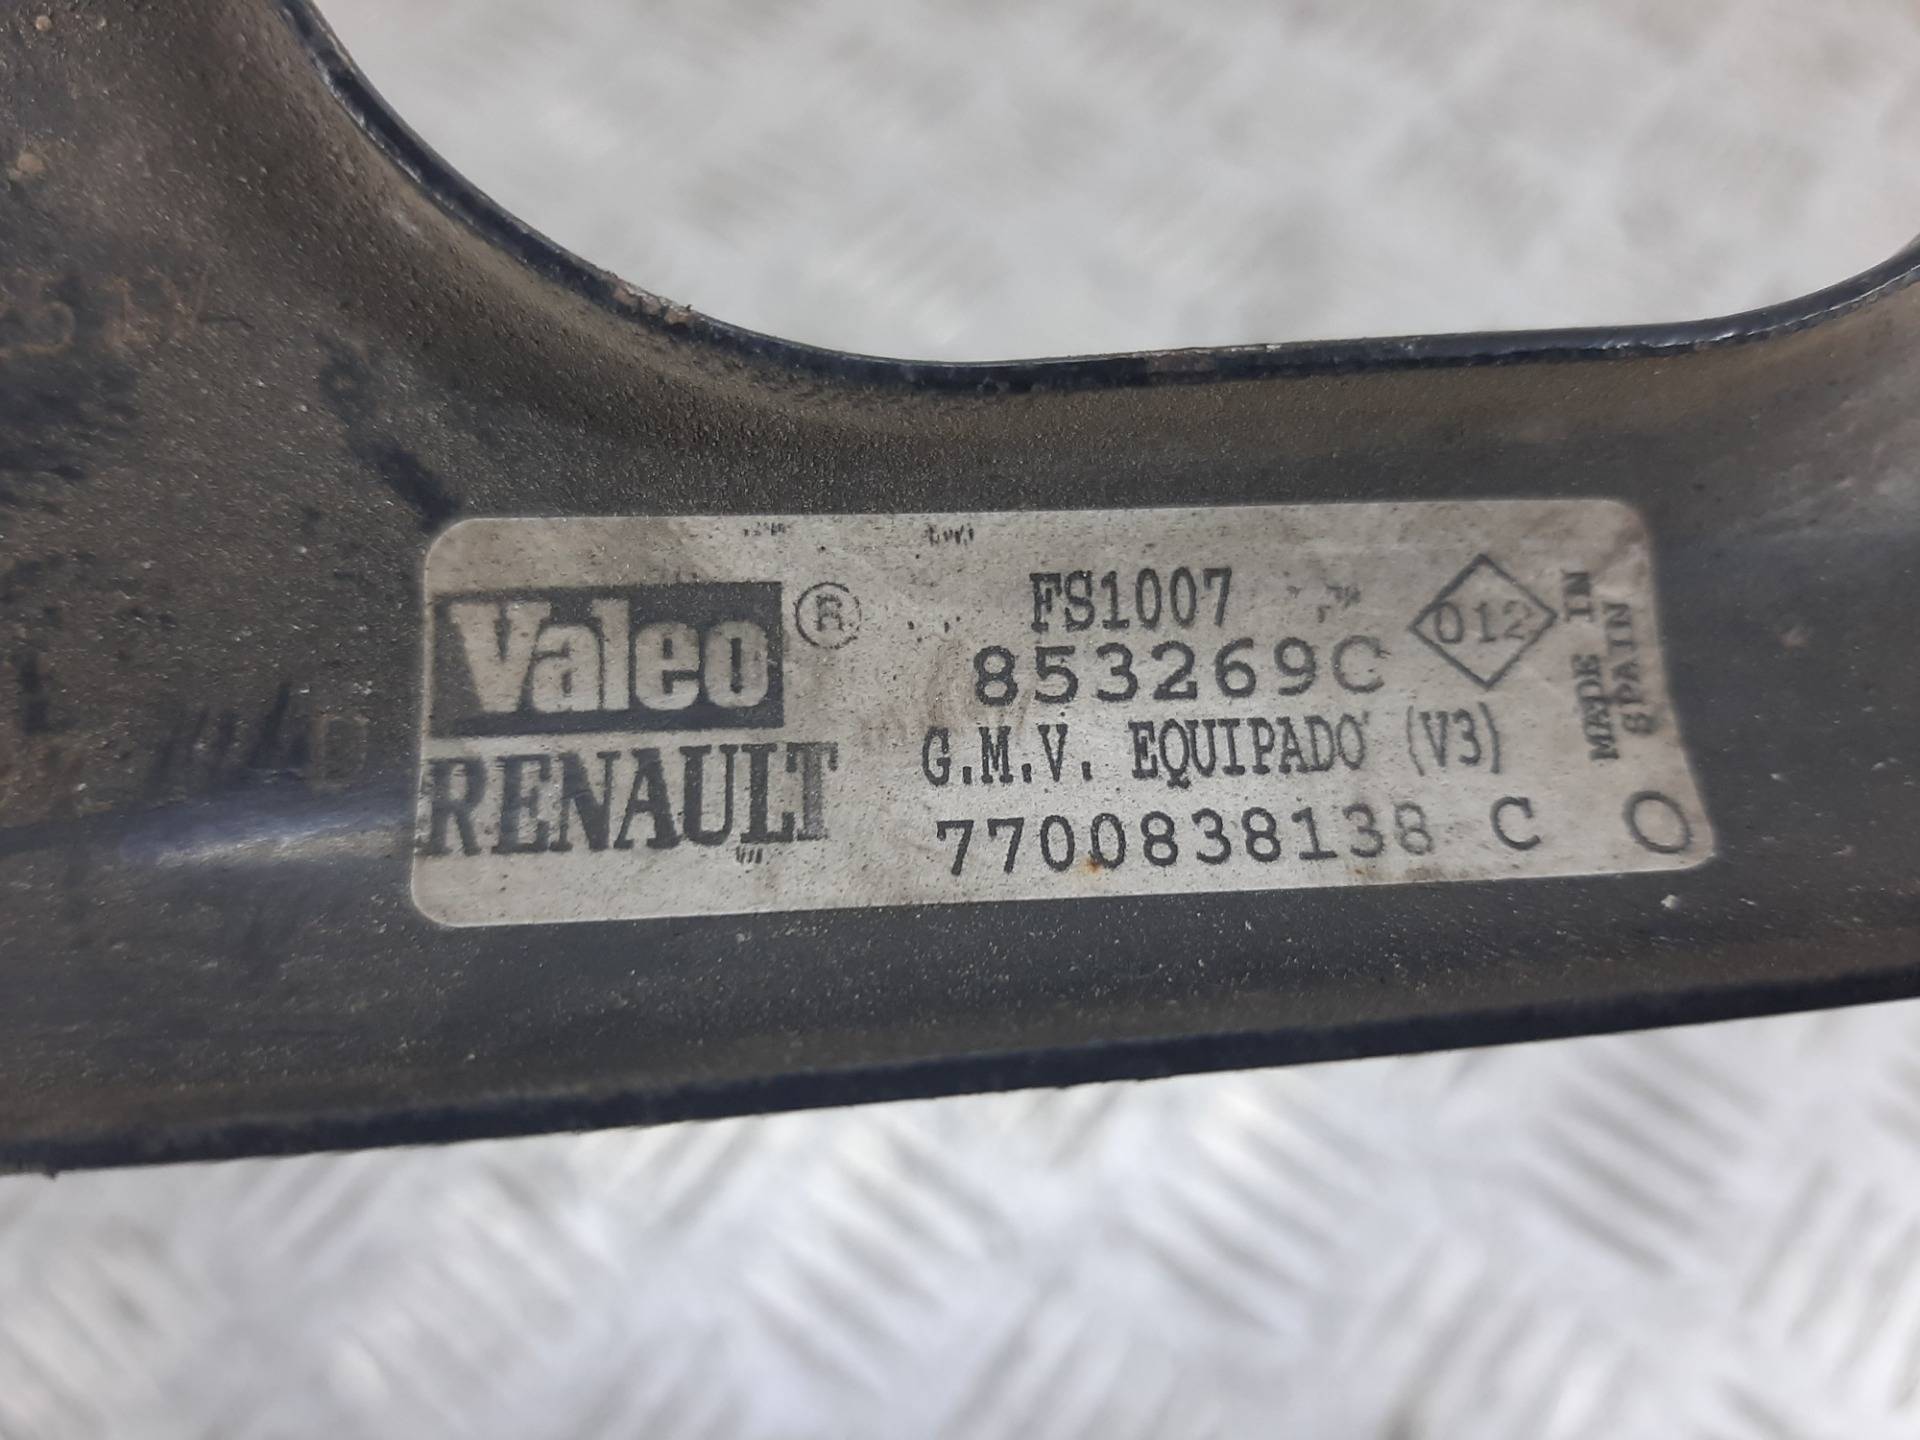 Valeo ®
RENAULT
FS1007
853269C
G.M.V. EQUIPADO (V3)
7700838138 C
012
MADE IN
SPAIN